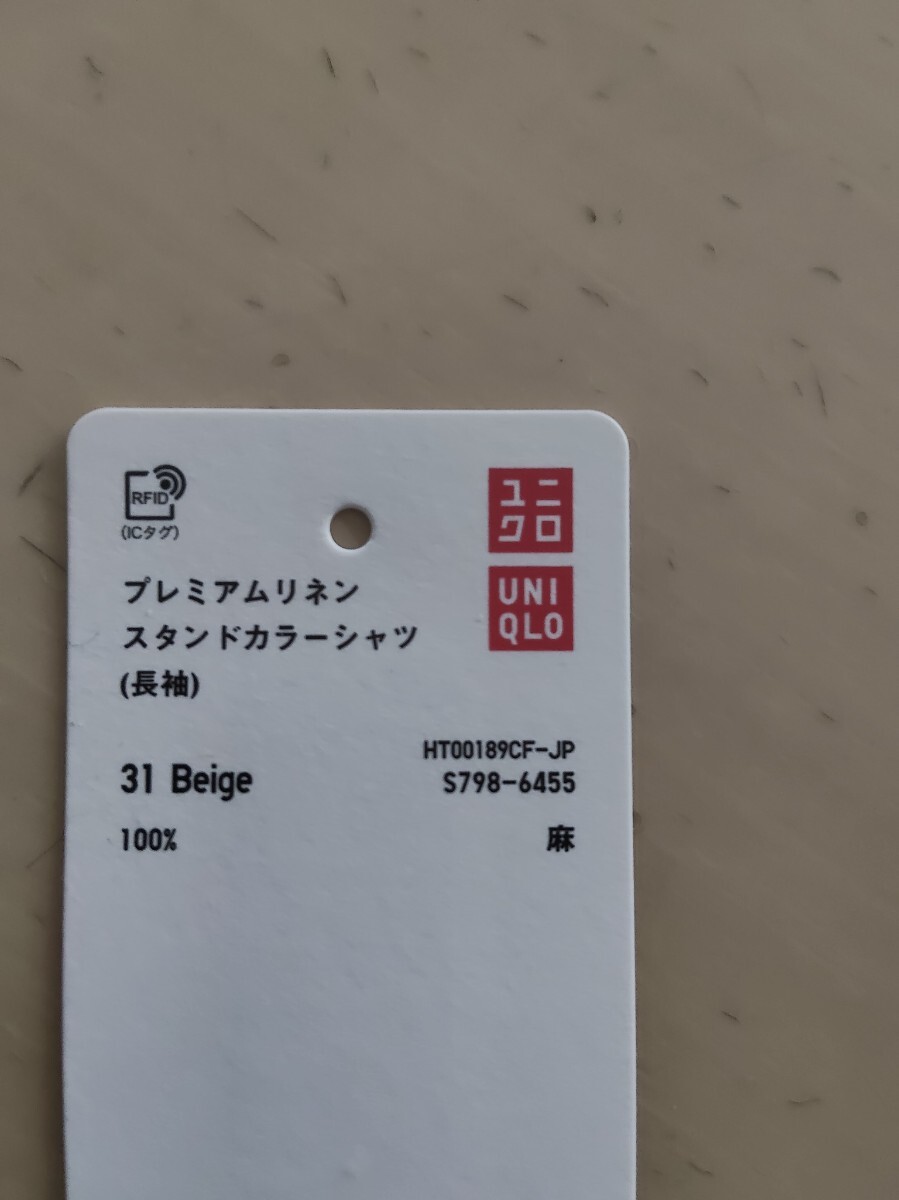 RFID
(ICタグ)
ユニ
クロ
UNI
QLO
プレミアムリネン
スタンドカラーシャツ
(長袖)
HT00189CF-JP
31 Beige
S798-6455
100% 麻